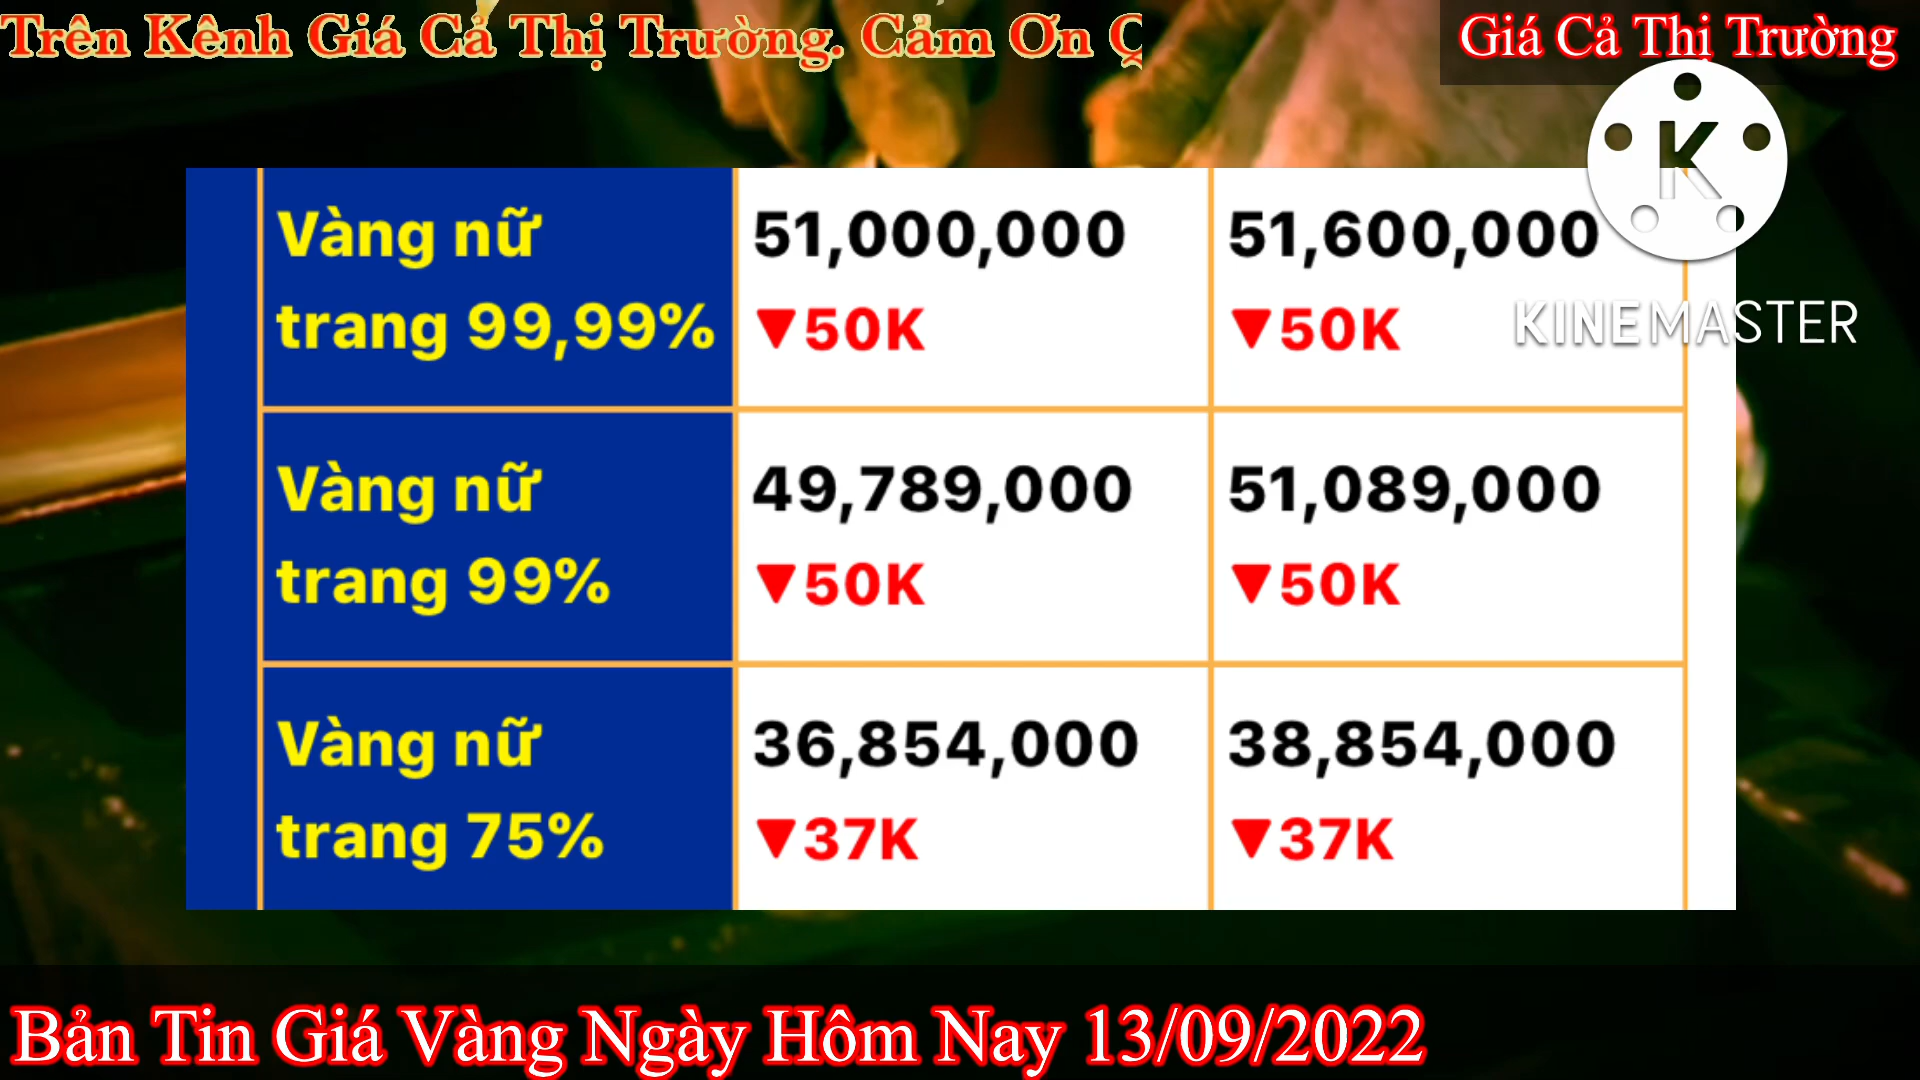 Trên Kênh Giá Cả Thị Trường. Cảm Ơn
Giá Cả Thị Trường
K
KINEMASTER
Vàng nữ
trang 99,99%
51,000,000
▼50K
51,600,000
▼50K
Vàng nữ
trang 99%
49,789,000
▼50K
51,089,000
▼50K
Vàng nữ
trang 75%
36,854,000
▼37K
38,854,000
▼37K
Bản Tin Giá Vàng Ngày Hôm Nay 13/09/2022